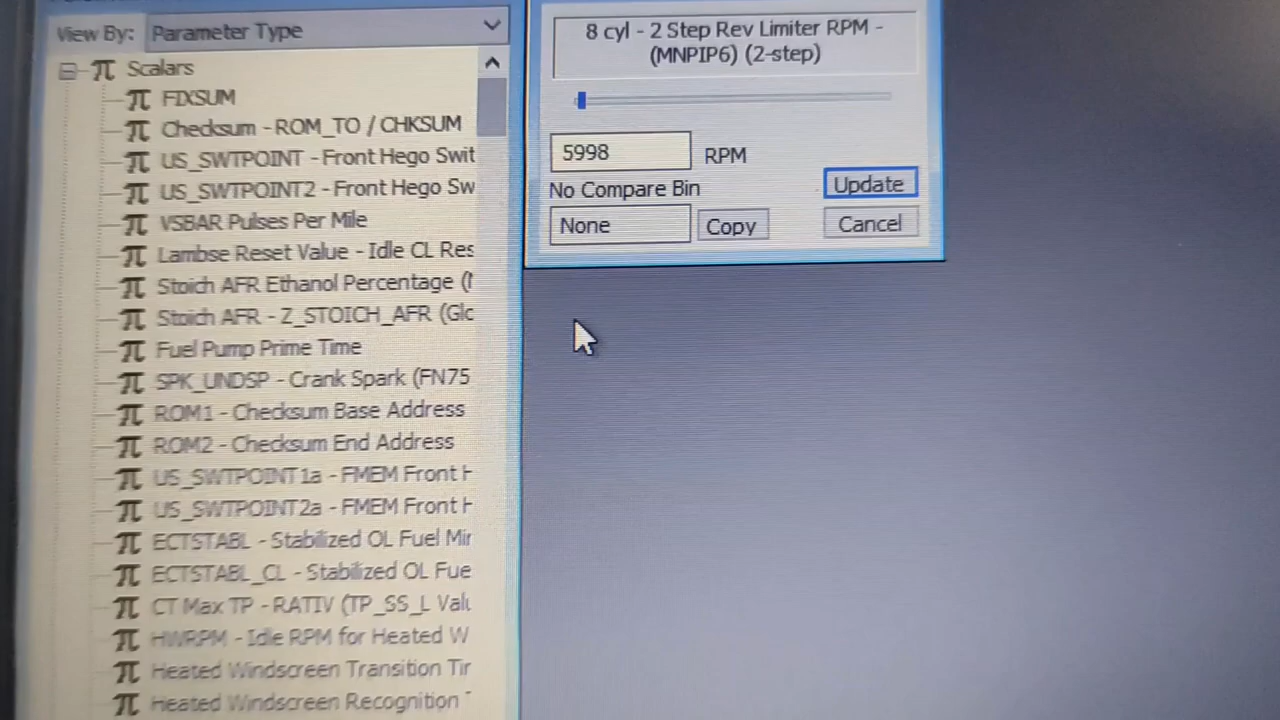 View By: Parameter Type
Scalars
FIXSUM
Checksum - ROM_TO / CHKSUM
US_SWTPOINT - Front Hego Swit
US_SWTPOINT2 - Front Hego Sw
VSBAR Pulses Per Mile
Lambse Reset Value - Idle CL Res
Stoich AFR Ethanol Percentage (
Stoich AFR - Z_STOICH_AFR (Glo
Fuel Pump Prime Time
SPK_UNDSP - Crank Spark (FN75
ROM1 - Checksum Base Address
ROM2 - Checksum End Address
US_SWTPOINT1a - FMEM Front H
US_SWTPOINT2a - FMEM Front H
ECTSTABL - Stabilized OL Fuel Mir
ECTSTABL_CL - Stabilized OL Fue
CT Max TP - RATIV (TP_SS_L Valu
HWRPM - Idle RPM for Heated W
Heated Windscreen Transition Tir
Heated Windscreen Recognition
8 cyl - 2 Step Rev Limiter RPM -
(MNPIP6) (2-step)
5998 RPM
No Compare Bin
None Copy
Update
Cancel